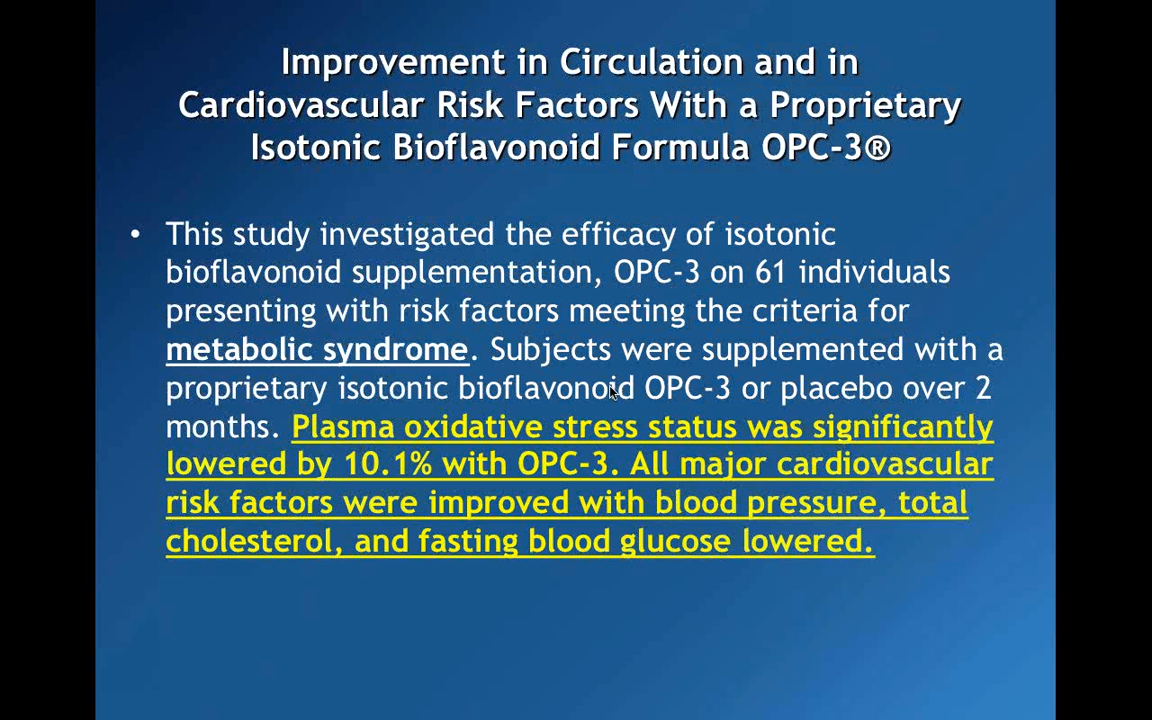 Improvement in Circulation and in
Cardiovascular Risk Factors With a Proprietary
Isotonic Bioflavonoid Formula OPC-3®
• This study investigated the efficacy of isotonic
bioflavonoid supplementation, OPC-3 on 61 individuals
presenting with risk factors meeting the criteria for
metabolic syndrome. Subjects were supplemented with a
proprietary isotonic bioflavonoid OPC-3 or placebo over 2
months. Plasma oxidative stress status was significantly
lowered by 10.1% with OPC-3. All major cardiovascular
risk factors were improved with blood pressure, total
cholesterol, and fasting blood glucose lowered.